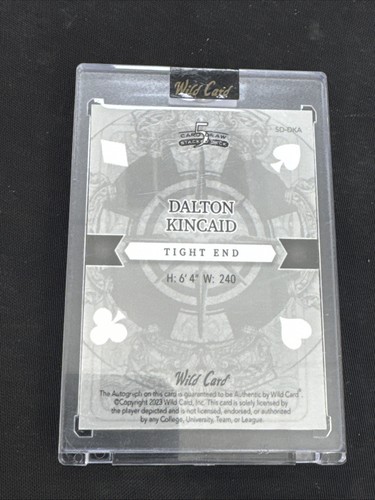 Wild Card
5
CARD DRAW
STACKED DECK
SD-DKA
DALTON
KINCAID
TIGHT END
H: 6' 4" W: 240
Wild Card®
The Autograph on this card is guaranteed to be Authentic by Wild Card®
©Copyright 2023 Wild Card, Inc. This card is solely licensed by
the player depicted and is not licensed, endorsed, or authorized
by any College, University, Team, or League.